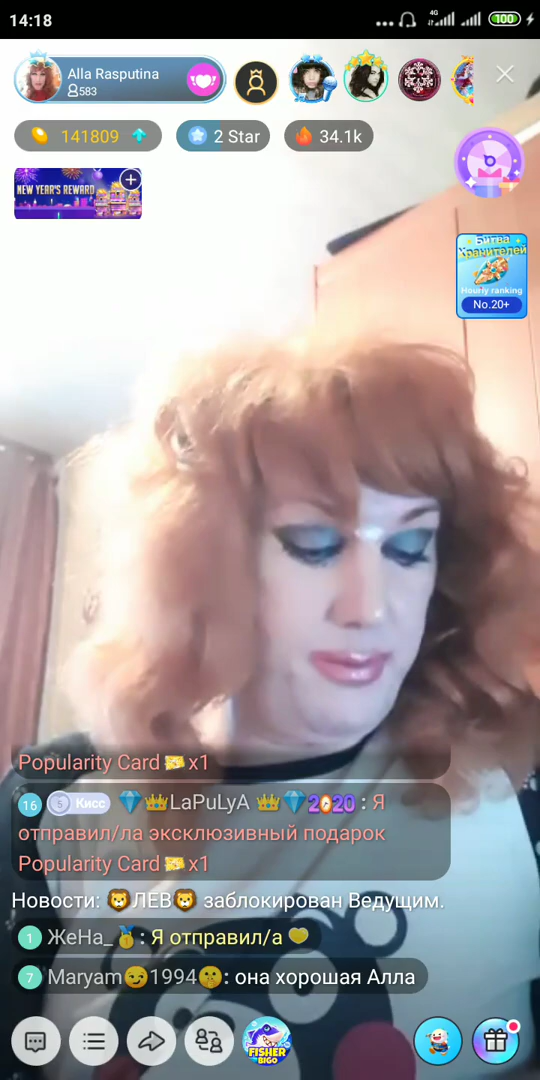 14:18
4G
100
Alla Rasputina
583
141809
2 Star
34.1k
NEW YEAR'S REWARD
Битва
Хранителей
Hourly ranking
No.20+
Popularity Card x1
16 5 Кисс 💎👑LaPuLyA 👑💎2020 : Я
отправил/ла эксклюзивный подарок
Popularity Card x1
Новости: 🦁ЛЕВ🦁 заблокирован Ведущим.
1 ЖеНа_🥇: Я отправил/а 💛
7 Maryam😏1994🤫: она хорошая Алла
FISHER
BIGO